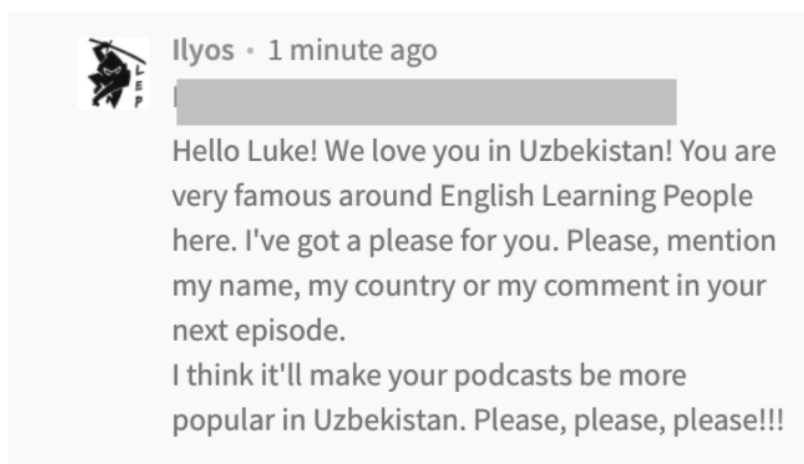 Ilyos • 1 minute ago
LEP
Hello Luke! We love you in Uzbekistan! You are
very famous around English Learning People
here. I've got a please for you. Please, mention
my name, my country or my comment in your
next episode.
I think it'll make your podcasts be more
popular in Uzbekistan. Please, please, please!!!